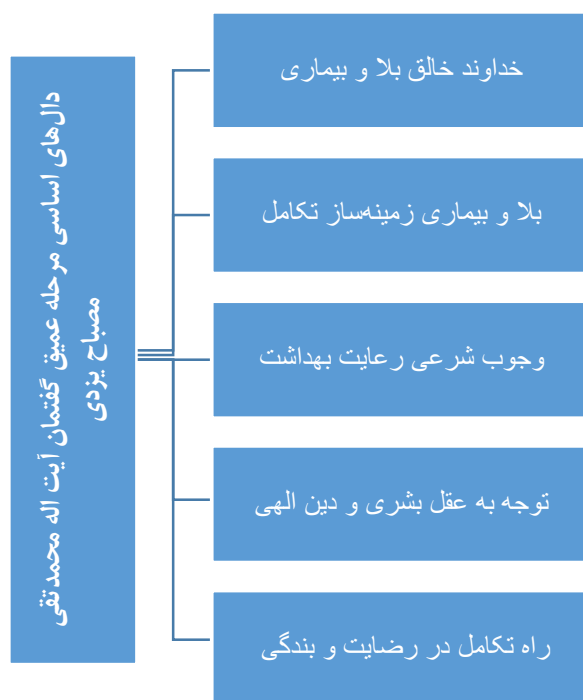 دال‌های اساسی مرحله عمیق گفتمان آیت اله محمدتقی
مصباح یزدی
خداوند خالق بلا و بیماری
بلا و بیماری زمینه‌ساز تکامل
وجوب شرعی رعایت بهداشت
توجه به عقل بشری و دین الهی
راه تکامل در رضایت و بندگی